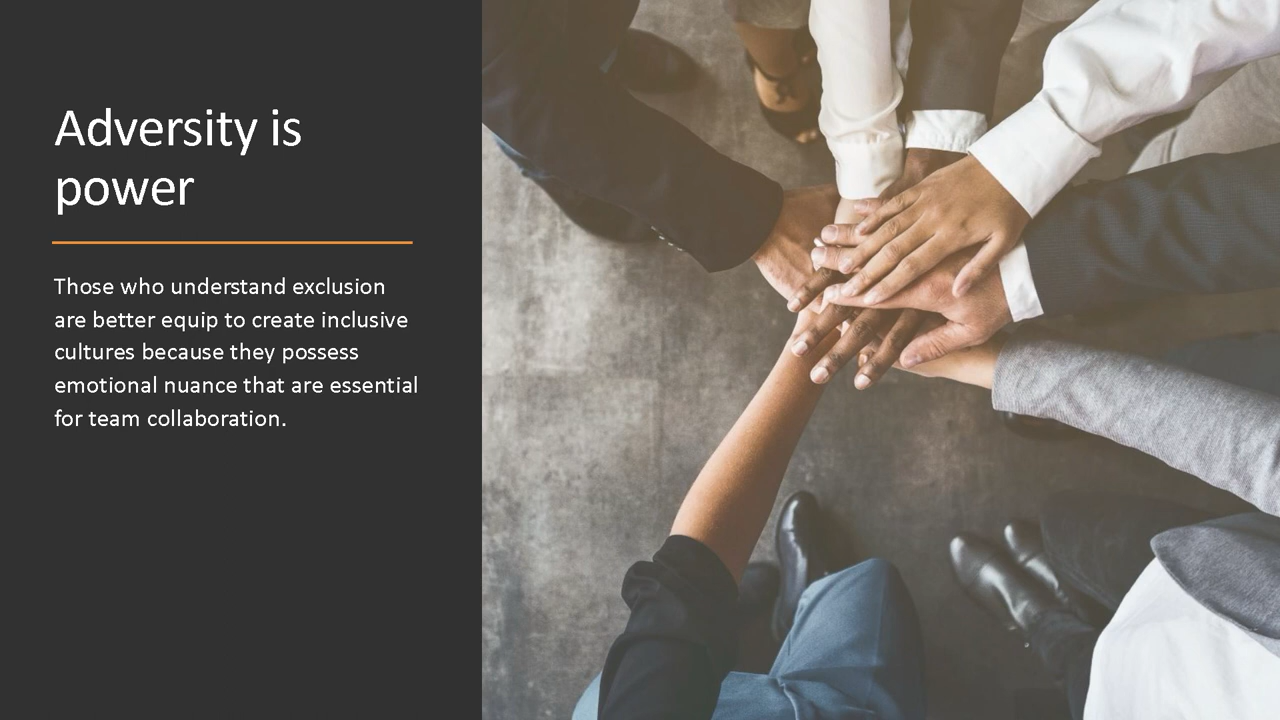 Adversity is
power
Those who understand exclusion
are better equip to create inclusive
cultures because they possess
emotional nuance that are essential
for team collaboration.